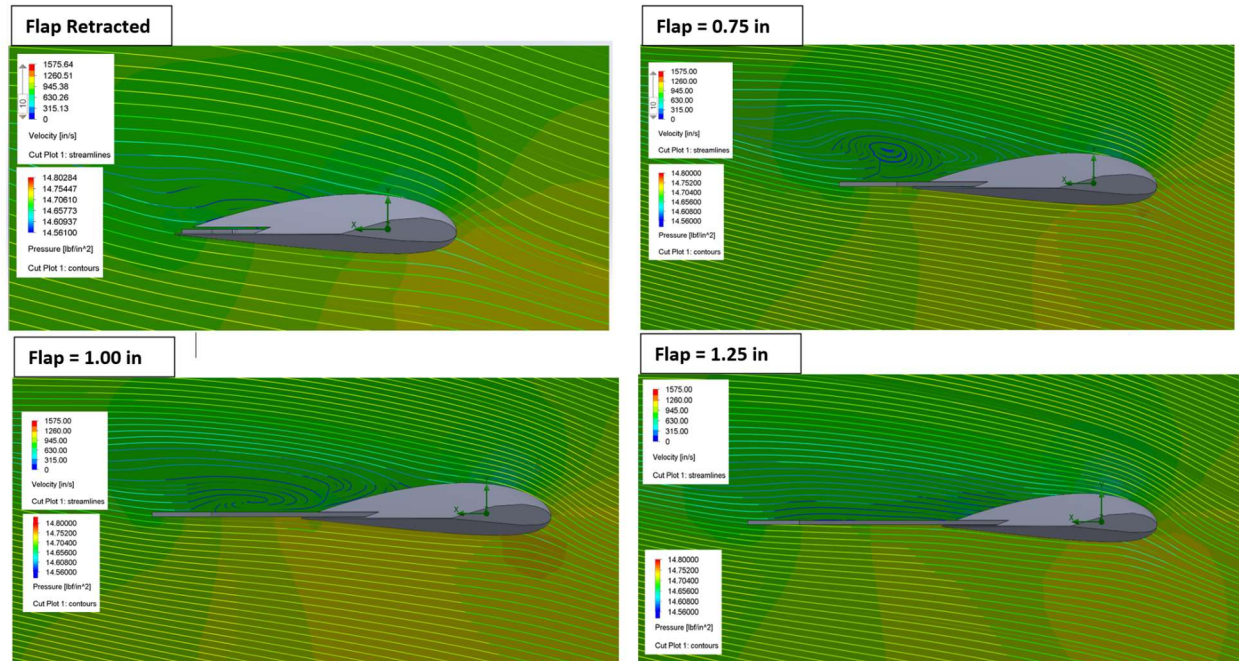 Flap Retracted
1575.64
1260.51
945.38
630.26
315.13
0
10
Velocity [in/s]
Cut Plot 1: streamlines
14.80284
14.75447
14.70610
14.65773
14.60937
14.56100
Pressure [lbf/in^2]
Cut Plot 1: contours
Y
X
Flap = 0.75 in
1575.00
1260.00
945.00
630.00
315.00
0
10
Velocity [in/s]
Cut Plot 1: streamlines
14.80000
14.75200
14.70400
14.65600
14.60800
14.56000
Pressure [lbf/in^2]
Cut Plot 1: contours
X
Flap = 1.00 in
1575.00
1260.00
945.00
630.00
315.00
0
Velocity [in/s]
Cut Plot 1: streamlines
14.80000
14.75200
14.70400
14.65600
14.60800
14.56000
Pressure [lbf/in^2]
Cut Plot 1: contours
Y
X
Flap = 1.25 in
1575.00
1260.00
945.00
630.00
315.00
0
Velocity [in/s]
Cut Plot 1: streamlines
14.80000
14.75200
14.70400
14.65600
14.60800
14.56000
Pressure [lbf/in^2]
Cut Plot 1: contours
X